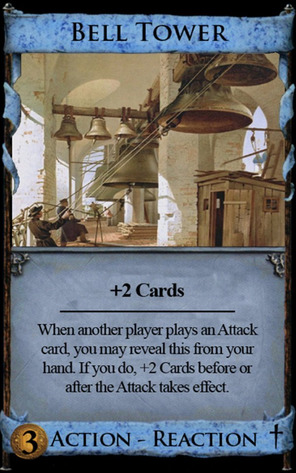 BELL TOWER
+2 Cards
When another player plays an Attack
card, you may reveal this from your
hand. If you do, +2 Cards before or
after the Attack takes effect.
3 ACTION - REACTION †